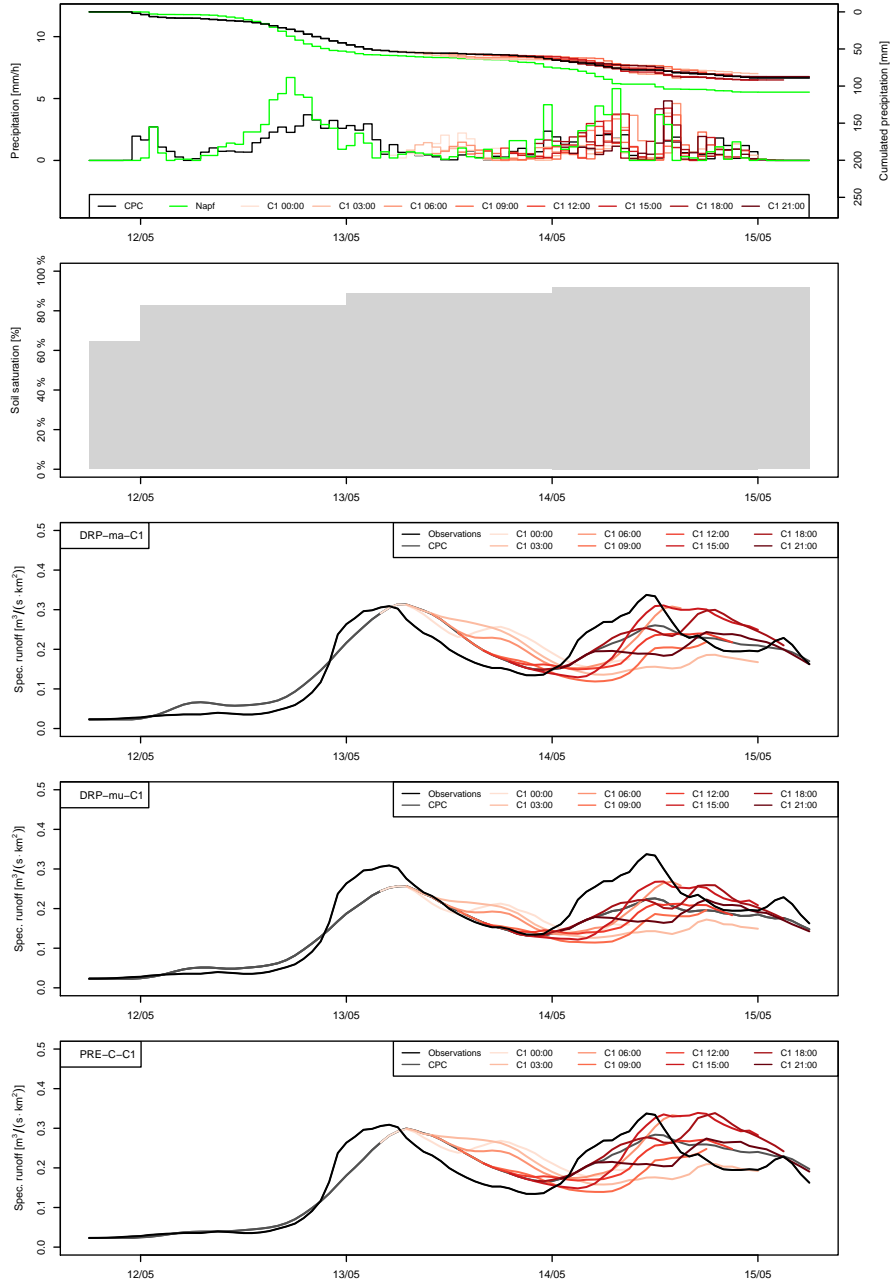 Precipitation [mm/h]
0
5
10
Cumulated precipitation [mm]
0
50
100
150
200
250
CPC Napf C1 00:00 C1 03:00 C1 06:00 C1 09:00 C1 12:00 C1 15:00 C1 18:00 C1 21:00
12/05 13/05 14/05 15/05
Soil saturation [%]
0 %
20 %
40 %
60 %
80 %
100 %
12/05 13/05 14/05 15/05
DRP−ma−C1
Observations C1 00:00 C1 06:00 C1 12:00 C1 18:00
CPC C1 03:00 C1 09:00 C1 15:00 C1 21:00
Spec. runoff [m³/(s · km²)]
0.0
0.1
0.2
0.3
0.4
0.5
12/05 13/05 14/05 15/05
DRP−mu−C1
Observations C1 00:00 C1 06:00 C1 12:00 C1 18:00
CPC C1 03:00 C1 09:00 C1 15:00 C1 21:00
Spec. runoff [m³/(s · km²)]
0.0
0.1
0.2
0.3
0.4
0.5
12/05 13/05 14/05 15/05
PRE−C−C1
Observations C1 00:00 C1 06:00 C1 12:00 C1 18:00
CPC C1 03:00 C1 09:00 C1 15:00 C1 21:00
Spec. runoff [m³/(s · km²)]
0.0
0.1
0.2
0.3
0.4
0.5
12/05 13/05 14/05 15/05